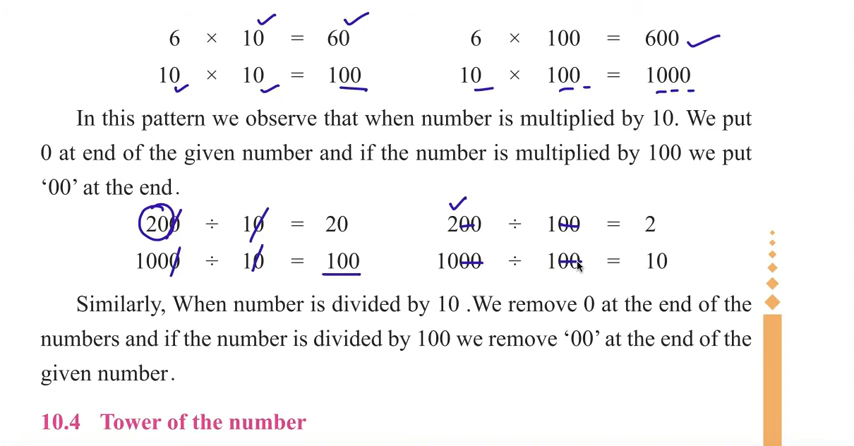 6 × 10 = 60 6 × 100 = 600
10 × 10 = 100 10 × 100 = 1000
In this pattern we observe that when number is multiplied by 10. We put
0 at end of the given number and if the number is multiplied by 100 we put
‘00’ at the end.
200 ÷ 10 = 20 200 ÷ 100 = 2
1000 ÷ 10 = 100 1000 ÷ 100 = 10
Similarly, When number is divided by 10 .We remove 0 at the end of the
numbers and if the number is divided by 100 we remove ‘00’ at the end of the
given number.
10.4 Tower of the number